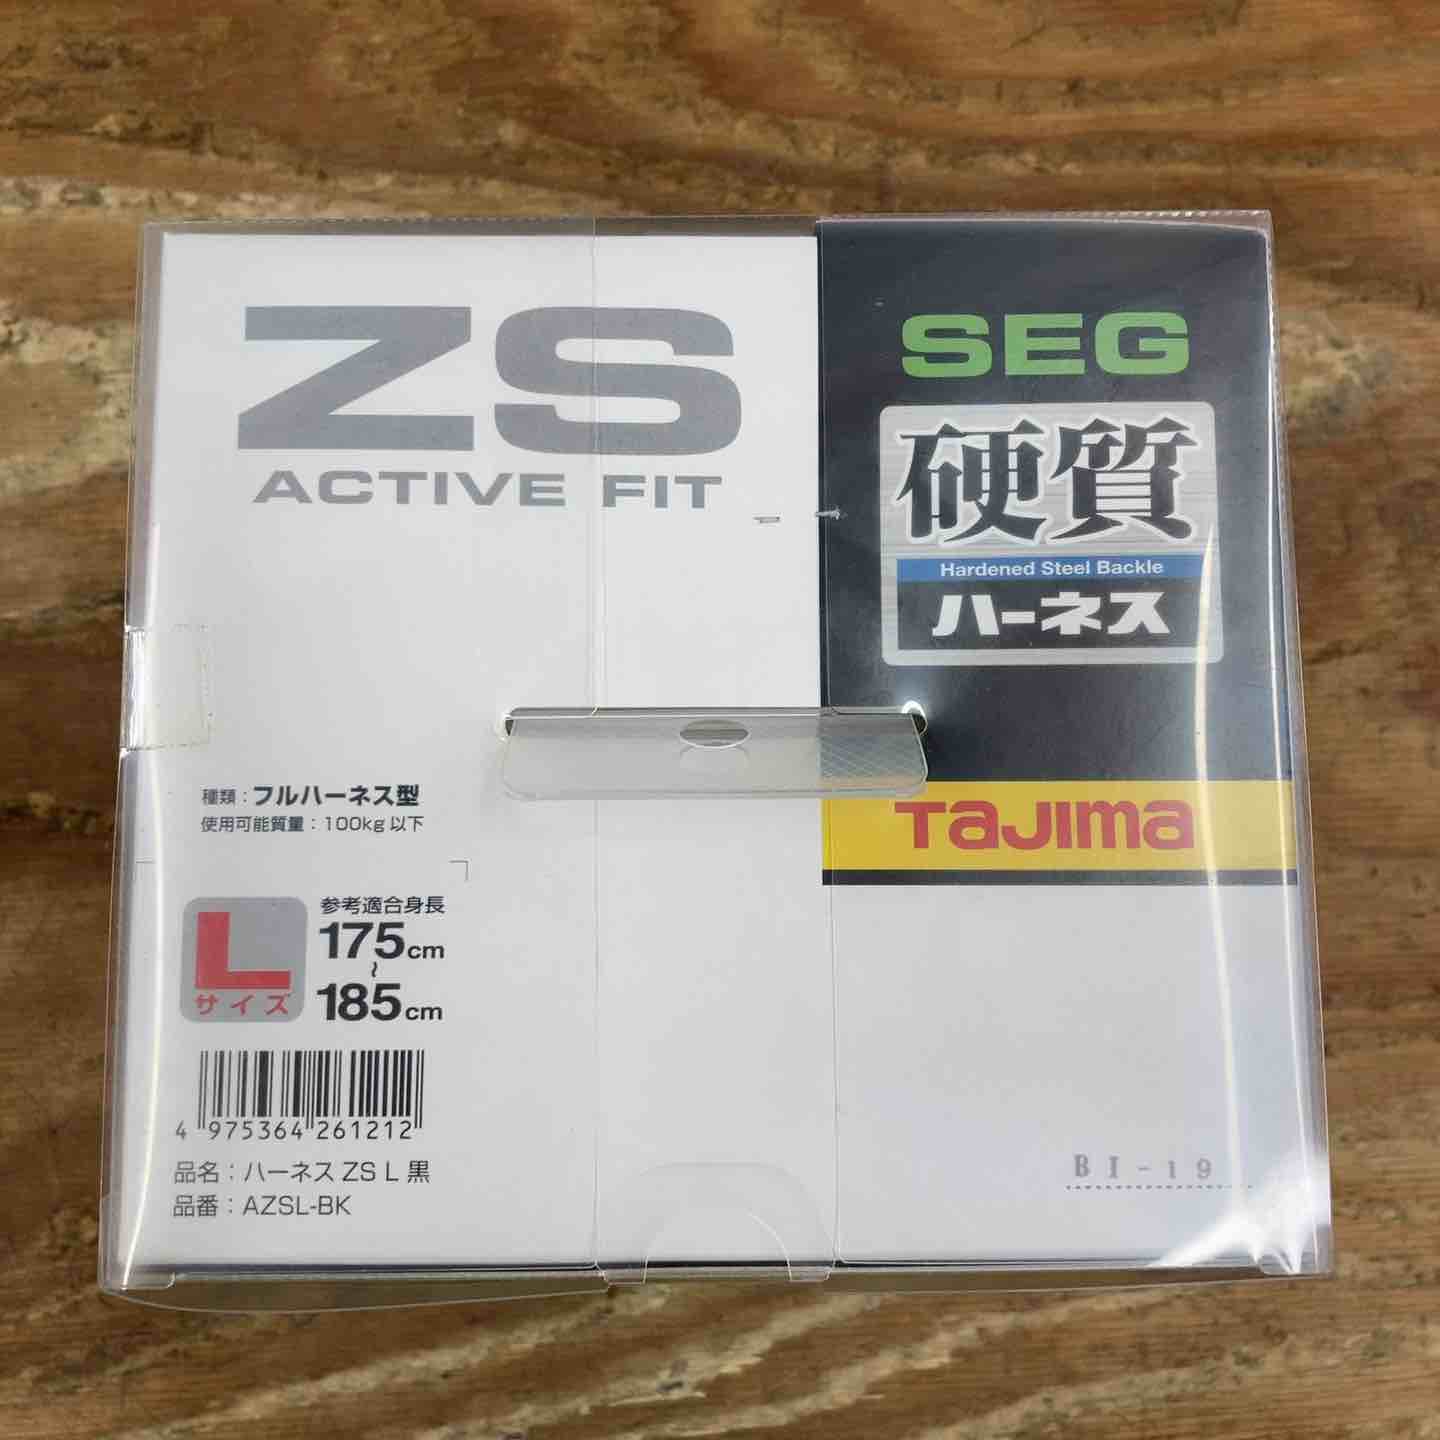 ZS
ACTIVE FIT
SEG
硬質
Hardened Steel Backle
ハーネス
TAJIMA
種類：フルハーネス型
使用可能質量：100kg 以下
L
サイズ
参考適合身長
175cm
〜
185cm
4 975364 261212
品名：ハーネス ZS L 黒
品番：AZSL-BK
BI-19